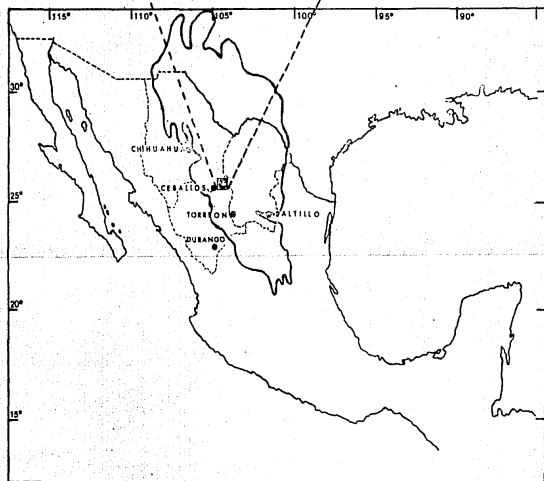 115° 110° 105° 100° 95° 90°
30°
CHIHUAHUA
CEBALLOS
25°
TORREON SALTILLO
DURANGO
20°
15°